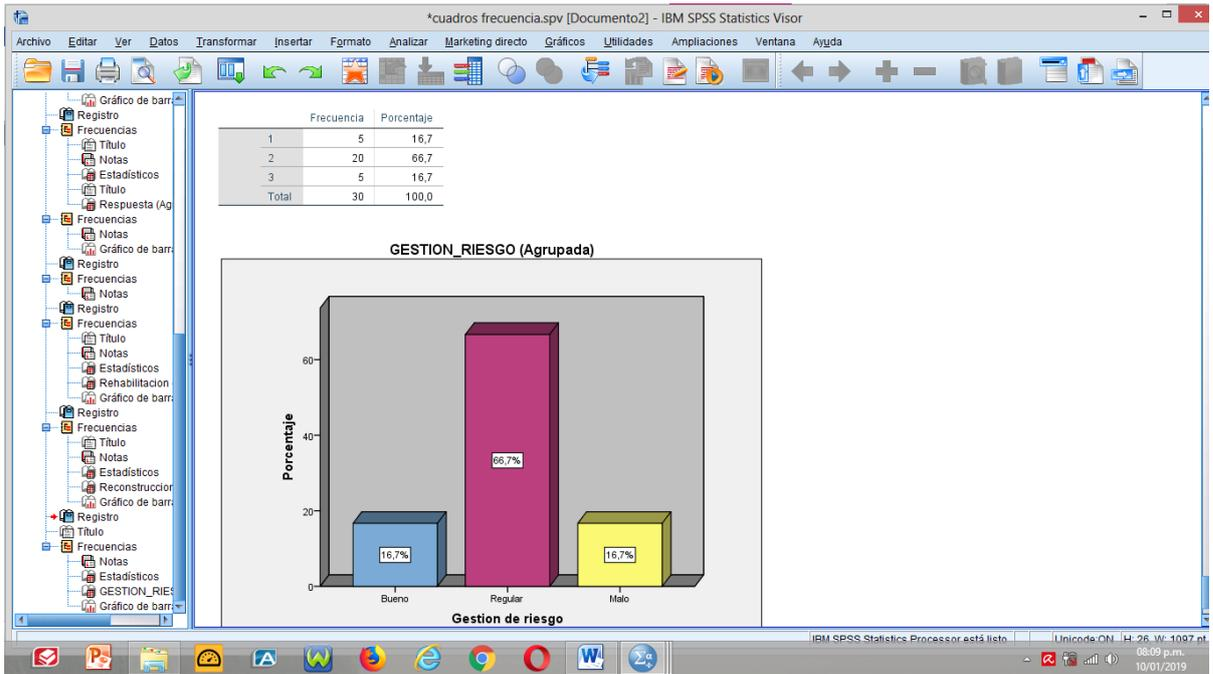 *cuadros frecuencia.spv [Documento2] - IBM SPSS Statistics Visor
Archivo Editar Ver Datos Transformar Insertar Formato Analizar Marketing directo Gráficos Utilidades Ampliaciones Ventana Ayuda
Gráfico de barra
Registro
Frecuencias
Título
Notas
Estadísticos
Título
Respuesta (Ag
Frecuencias
Notas
Gráfico de barra
Registro
Frecuencias
Notas
Registro
Frecuencias
Título
Notas
Estadísticos
Rehabilitacion
Gráfico de barra
Registro
Frecuencias
Título
Notas
Estadísticos
Reconstruccion
Gráfico de barra
Registro
Título
Frecuencias
Notas
Estadísticos
GESTION_RIES
Gráfico de barra
Frecuencia Porcentaje
1 5 16,7
2 20 66,7
3 5 16,7
Total 30 100,0
GESTION_RIESGO (Agrupada)
Porcentaje
60
40
20
0
16,7%
66,7%
16,7%
Bueno Regular Malo
Gestion de riesgo
IBM SPSS Statistics Processor está listo Unicode:ON H: 26, W: 1097 pt
08:09 p.m.
10/01/2019